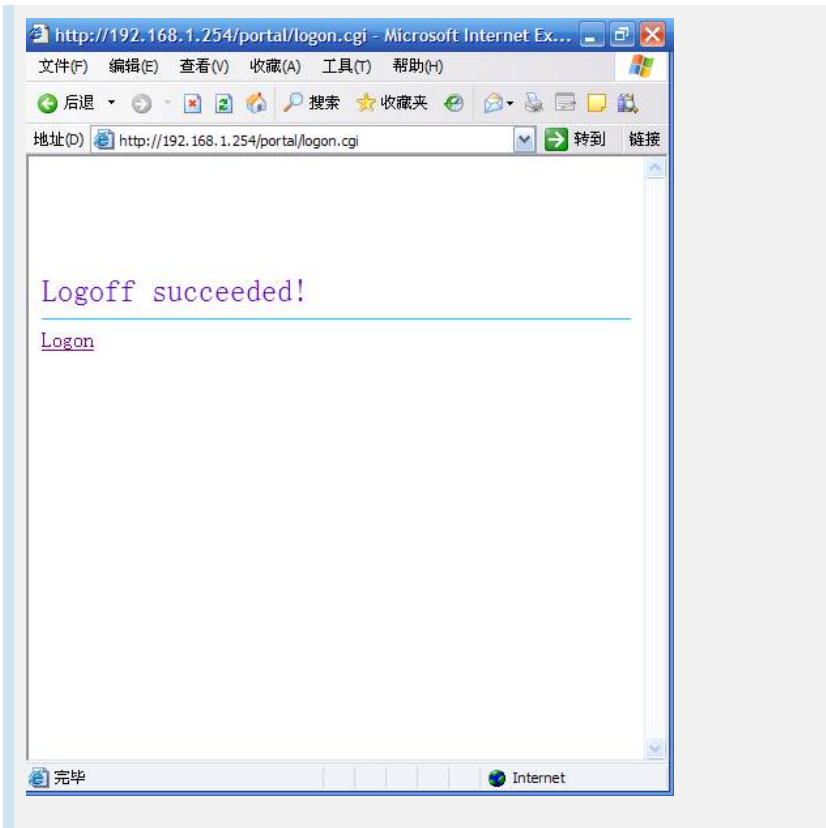 http://192.168.1.254/portal/logon.cgi - Microsoft Internet Ex...
文件(F) 编辑(E) 查看(V) 收藏(A) 工具(T) 帮助(H)
后退 搜索 收藏夹
地址(D) http://192.168.1.254/portal/logon.cgi 转到 链接
Logoff succeeded!
Logon
完毕 Internet